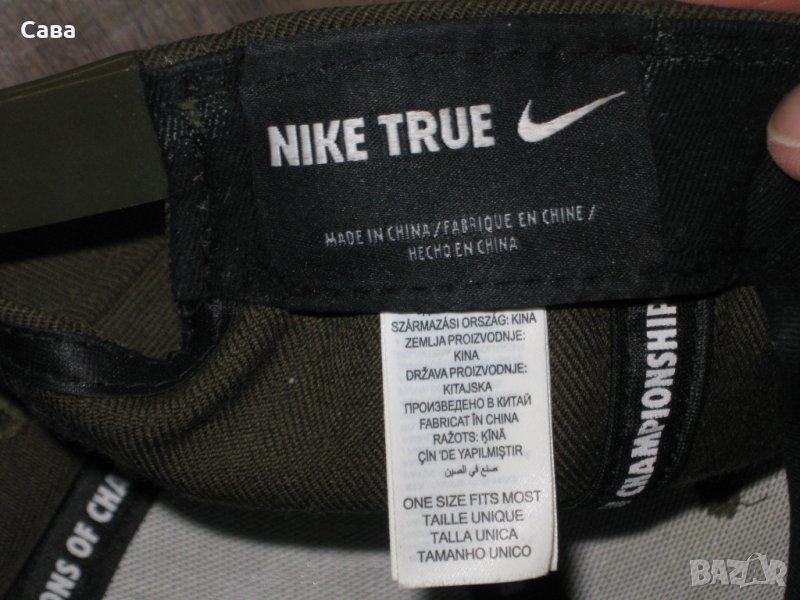 Сава
NIKE TRUE
MADE IN CHINA/FABRIQUE EN CHINE/
HECHO EN CHINA
SZÁRMAZÁSI ORSZÁG: KINA
ZEMLJA PROIZVODNJE:
KINA
DRŽAVA PROIZVODNJE:
KITAJSKA
ПРОИЗВЕДЕНО В КИТАЙ
FABRICAT ÎN CHINA
RAŽOTS: ĶĪNĀ
ÇİN 'DE YAPILMIŞTIR
صنع في الصين
ONE SIZE FITS MOST
TAILLE UNIQUE
TALLA UNICA
TAMANHO UNICO
CHAMPIONSHIP
OF CHA
BAZAR